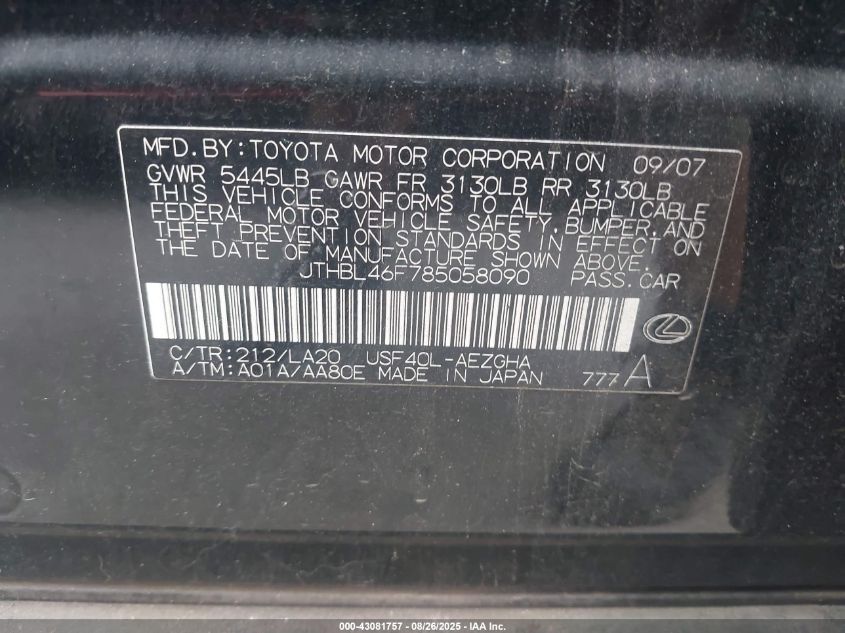 MFD.BY:TOYOTA MOTOR CORPORATION 09/07
GVWR 5445LB GAWR FR 3130LB RR 3130LB
THIS VEHICLE CONFORMS TO ALL APPLICABLE
FEDERAL MOTOR VEHICLE SAFETY,BUMPER,AND
THEFT PREVENTION STANDARDS IN EFFECT ON
THE DATE OF MANUFACTURE SHOWN ABOVE.
JTHBL46F785058090 PASS.CAR
C/TR:212/LA20 USF40L-AEZGHA
A/TM:A01A/AA80E MADE IN JAPAN 777A
000-43081757 - 08/26/2025 - IAA Inc.